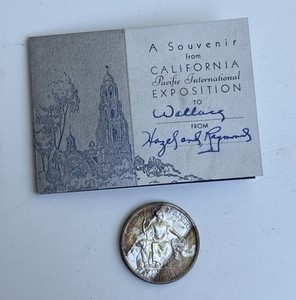 A Souvenir
from
CALIFORNIA
Pacific International
EXPOSITION
TO
Wallace
FROM
Hazel and Raymond